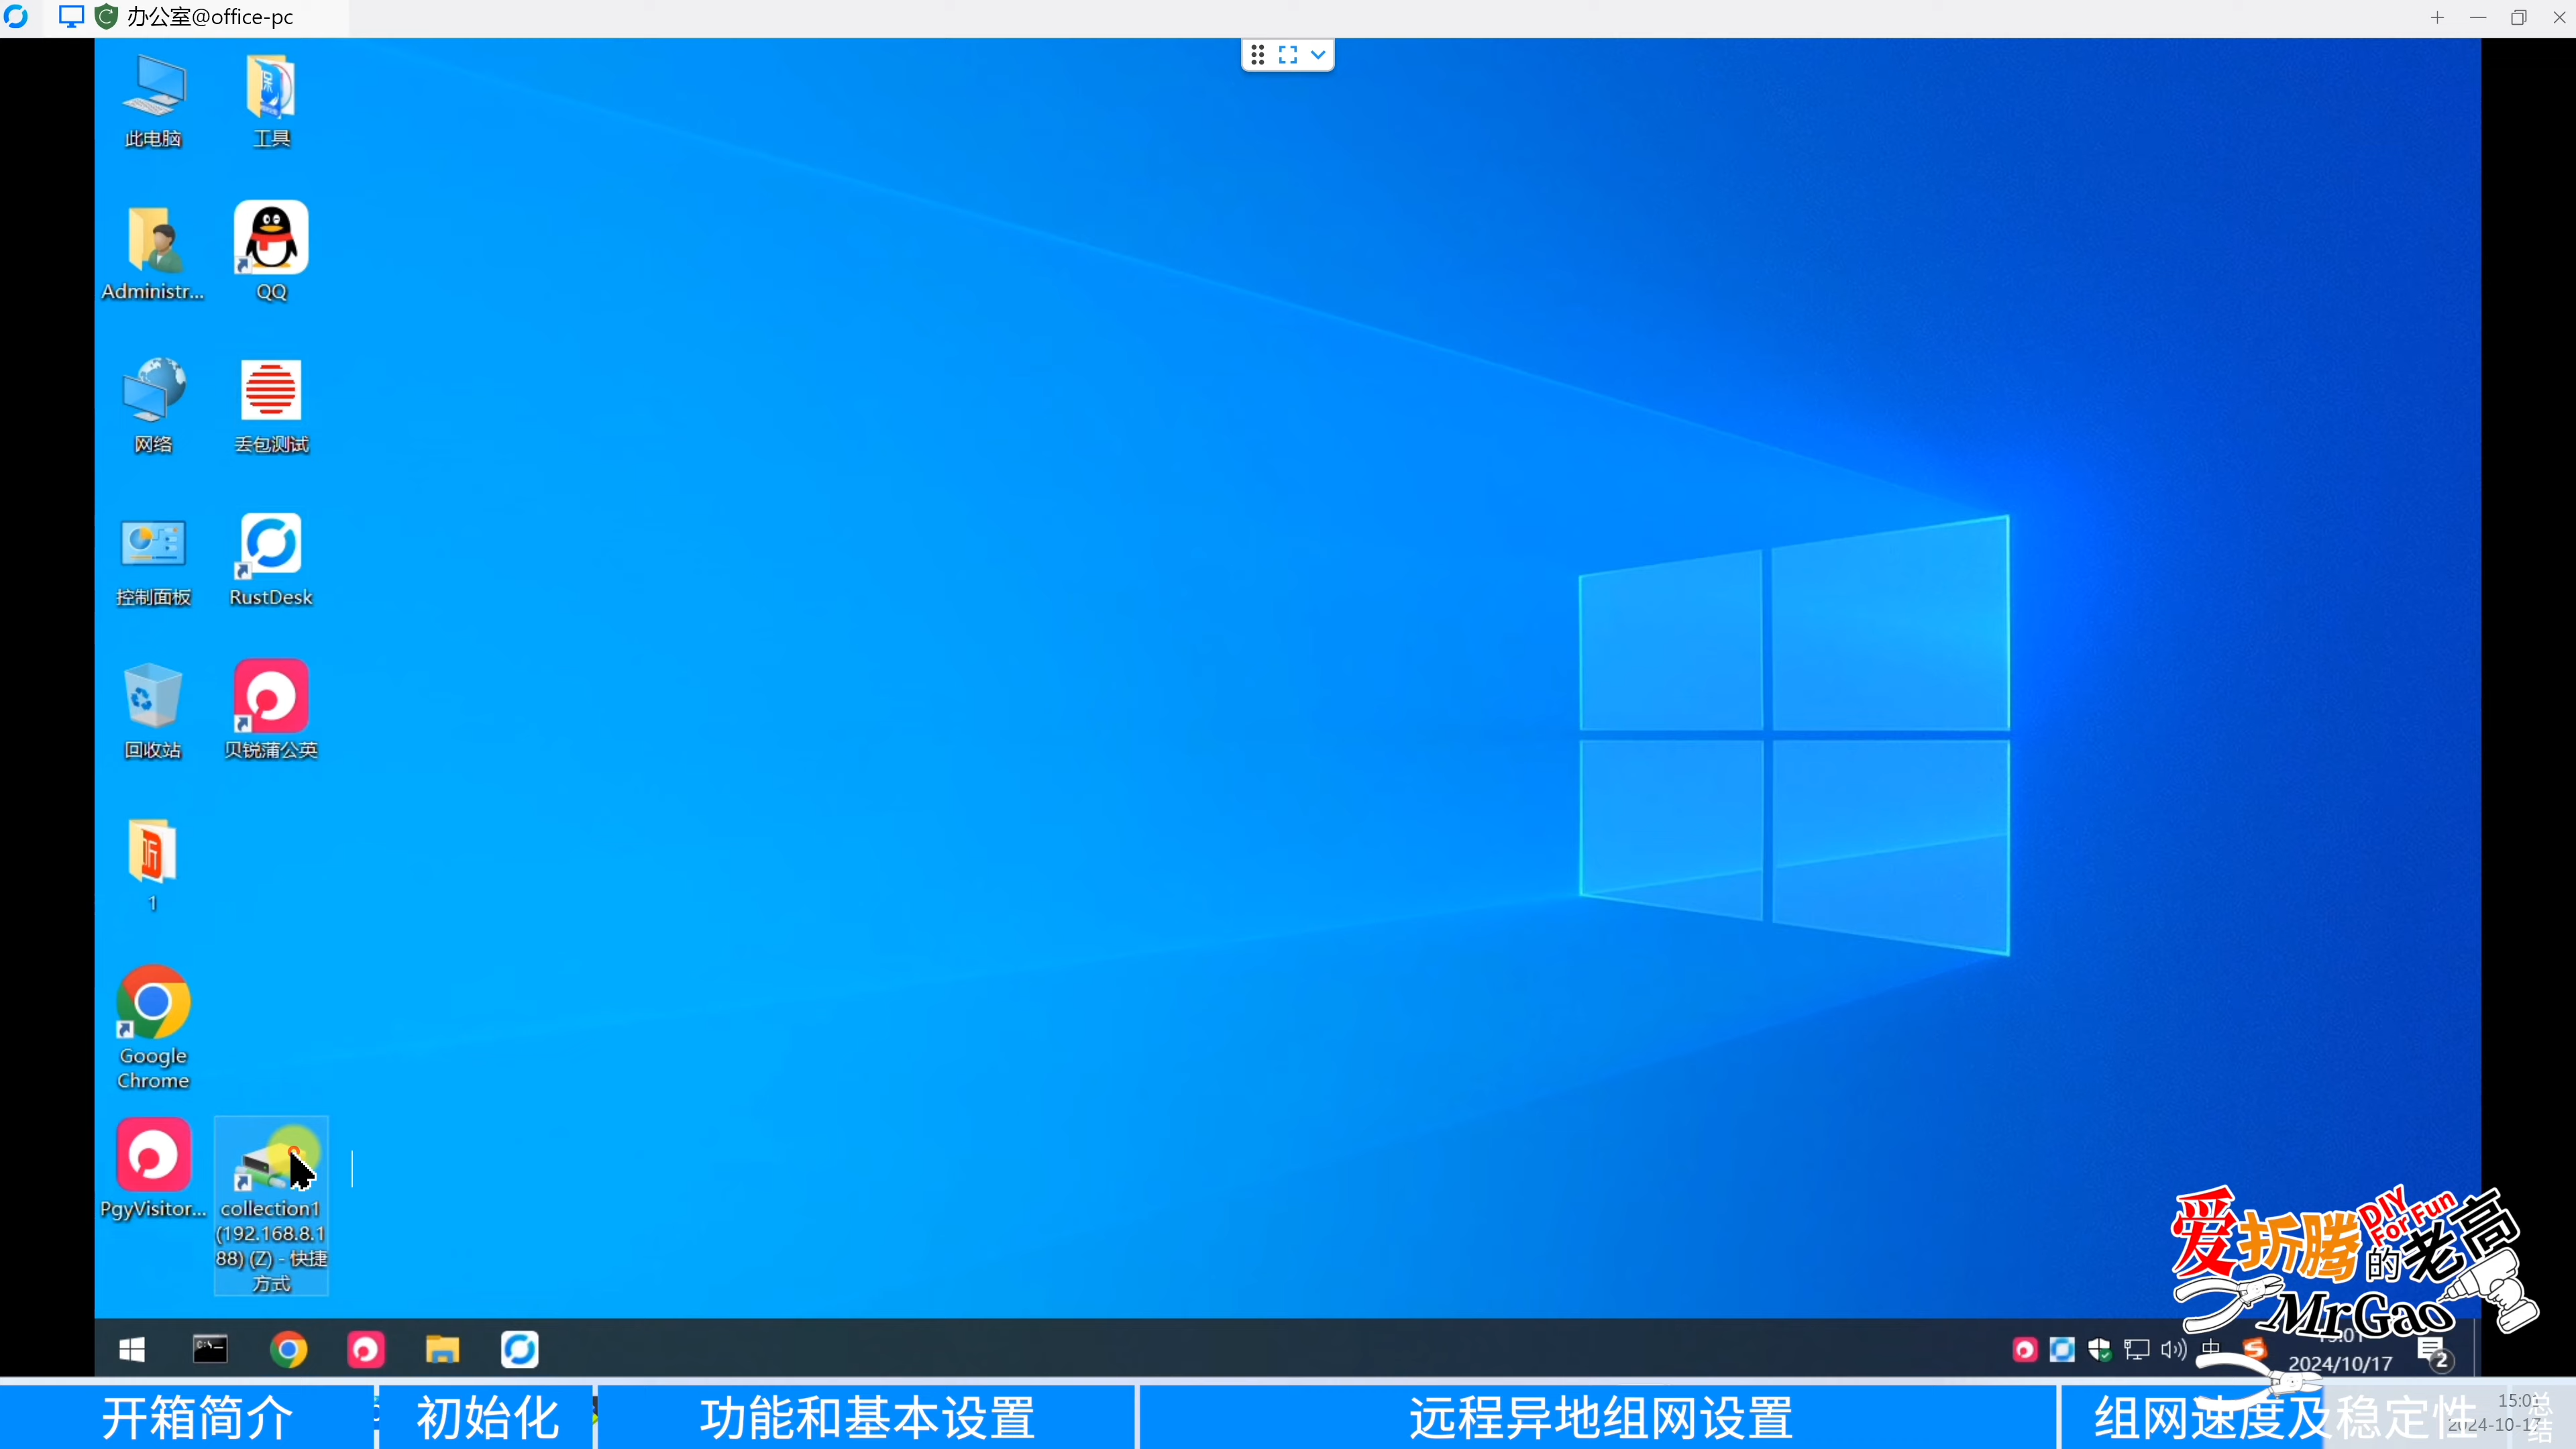 办公室@office-pc
此电脑
工具
Administr...
QQ
网络
丢包测试
控制面板
RustDesk
回收站
贝锐蒲公英
1
Google
Chrome
PgyVisitor...
collection1
(192.168.8.1
88) (Z) - 快捷
方式
爱折腾的老高
DIY
For Fun
MrGao
中
2024/10/17
2
开箱简介
初始化
功能和基本设置
远程异地组网设置
组网速度及稳定性
总结